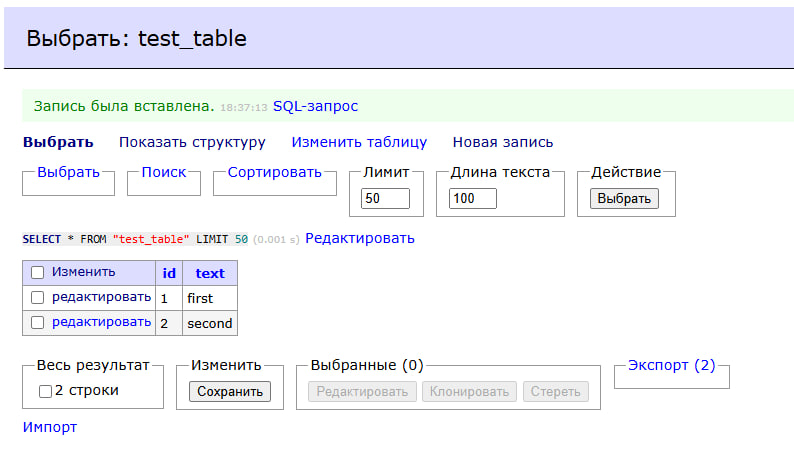 Выбрать: test_table
Запись была вставлена. 18:37:13 SQL-запрос
Выбрать Показать структуру Изменить таблицу Новая запись
Выбрать Поиск Сортировать Лимит Длина текста Действие
50 100 Выбрать
SELECT * FROM "test_table" LIMIT 50 (0.001 s) Редактировать
Изменить id text
редактировать 1 first
редактировать 2 second
Весь результат Изменить Выбранные (0) Экспорт (2)
2 строки Сохранить Редактировать Клонировать Стереть
Импорт